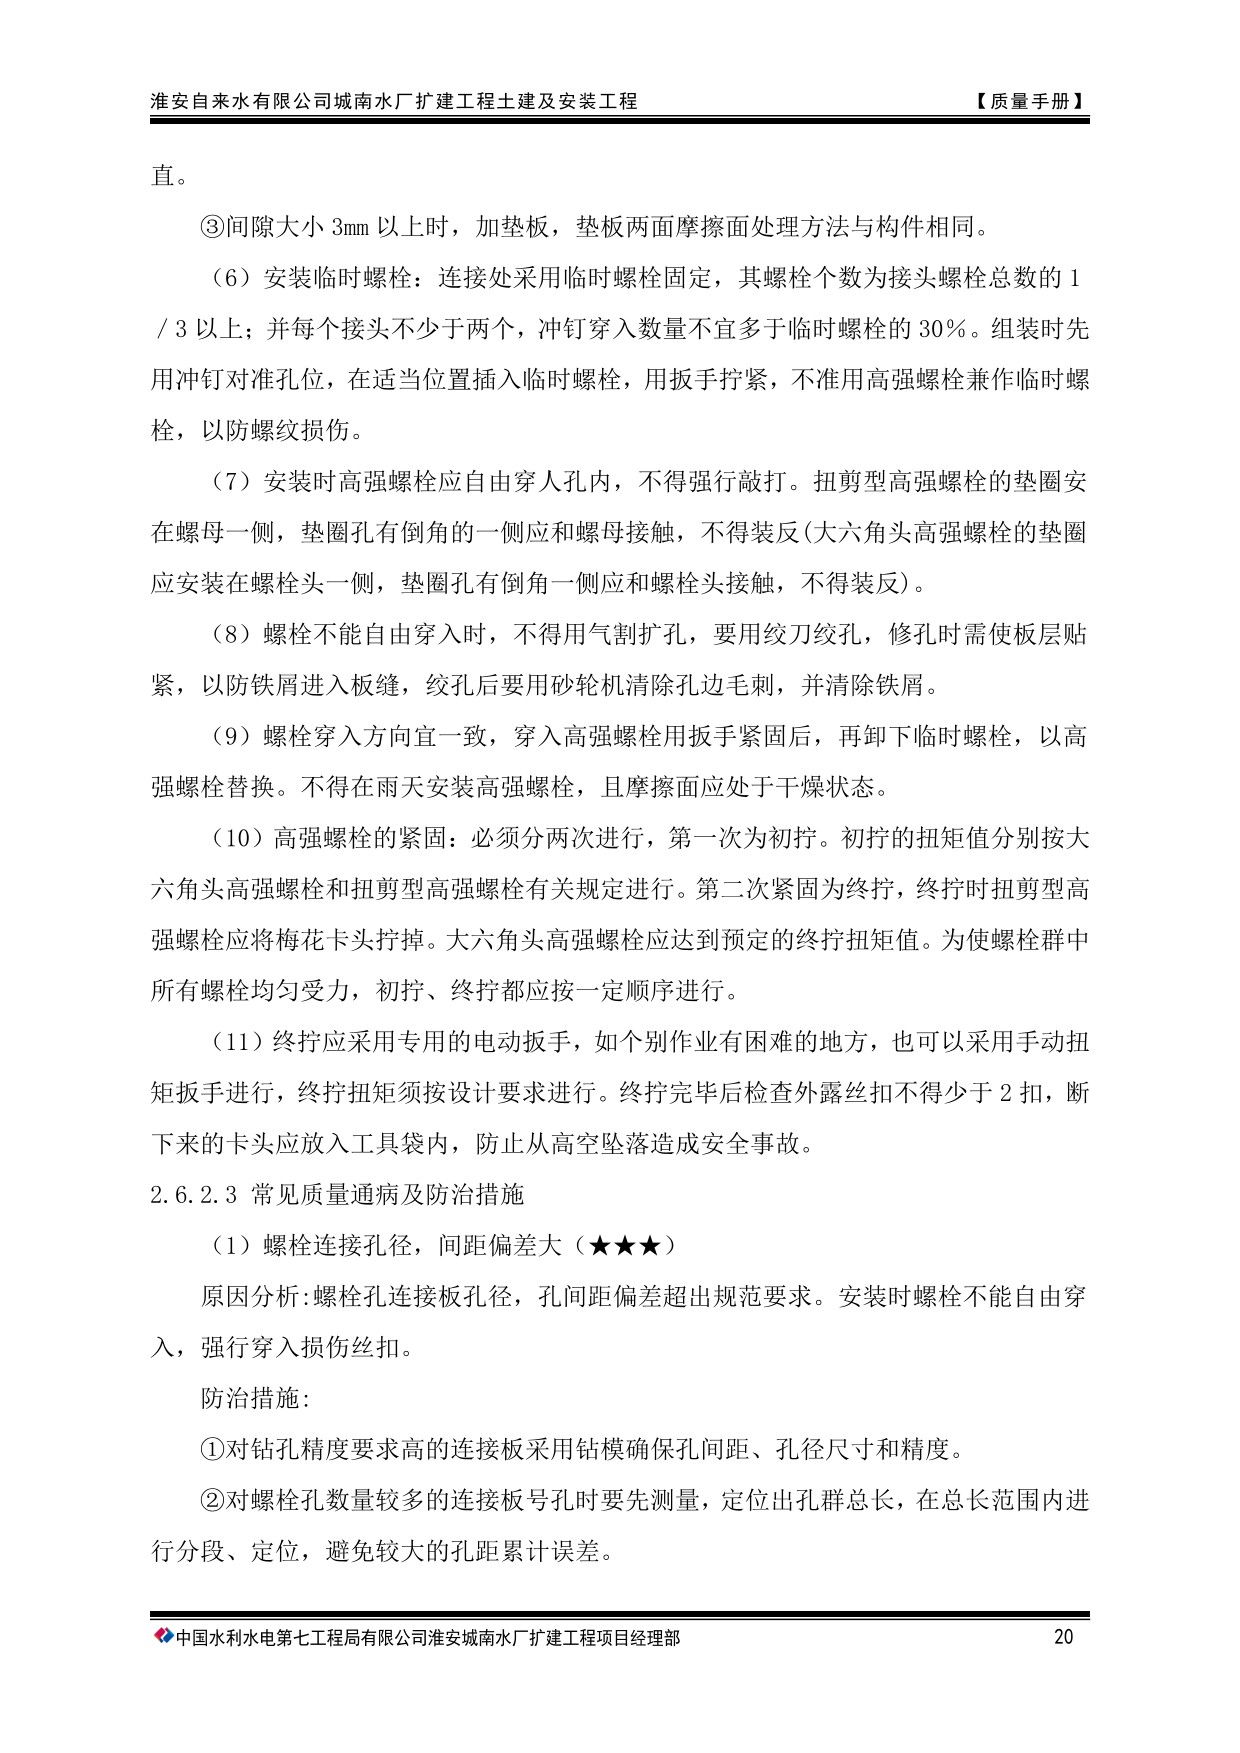 淮安自来水有限公司城南水厂扩建工程土建及安装工程 【质量手册】
直。
③间隙大小 3mm 以上时，加垫板，垫板两面摩擦面处理方法与构件相同。
（6）安装临时螺栓：连接处采用临时螺栓固定，其螺栓个数为接头螺栓总数的 1
／3 以上；并每个接头不少于两个，冲钉穿入数量不宜多于临时螺栓的 30％。组装时先
用冲钉对准孔位，在适当位置插入临时螺栓，用扳手拧紧，不准用高强螺栓兼作临时螺
栓，以防螺纹损伤。
（7）安装时高强螺栓应自由穿人孔内，不得强行敲打。扭剪型高强螺栓的垫圈安
在螺母一侧，垫圈孔有倒角的一侧应和螺母接触，不得装反(大六角头高强螺栓的垫圈
应安装在螺栓头一侧，垫圈孔有倒角一侧应和螺栓头接触，不得装反)。
（8）螺栓不能自由穿入时，不得用气割扩孔，要用绞刀绞孔，修孔时需使板层贴
紧，以防铁屑进入板缝，绞孔后要用砂轮机清除孔边毛刺，并清除铁屑。
（9）螺栓穿入方向宜一致，穿入高强螺栓用扳手紧固后，再卸下临时螺栓，以高
强螺栓替换。不得在雨天安装高强螺栓，且摩擦面应处于干燥状态。
（10）高强螺栓的紧固：必须分两次进行，第一次为初拧。初拧的扭矩值分别按大
六角头高强螺栓和扭剪型高强螺栓有关规定进行。第二次紧固为终拧，终拧时扭剪型高
强螺栓应将梅花卡头拧掉。大六角头高强螺栓应达到预定的终拧扭矩值。为使螺栓群中
所有螺栓均匀受力，初拧、终拧都应按一定顺序进行。
（11）终拧应采用专用的电动扳手，如个别作业有困难的地方，也可以采用手动扭
矩扳手进行，终拧扭矩须按设计要求进行。终拧完毕后检查外露丝扣不得少于 2 扣，断
下来的卡头应放入工具袋内，防止从高空坠落造成安全事故。
2.6.2.3 常见质量通病及防治措施
（1）螺栓连接孔径，间距偏差大（★★★）
原因分析:螺栓孔连接板孔径，孔间距偏差超出规范要求。安装时螺栓不能自由穿
入，强行穿入损伤丝扣。
防治措施:
①对钻孔精度要求高的连接板采用钻模确保孔间距、孔径尺寸和精度。
②对螺栓孔数量较多的连接板号孔时要先测量，定位出孔群总长，在总长范围内进
行分段、定位，避免较大的孔距累计误差。
中国水利水电第七工程局有限公司淮安城南水厂扩建工程项目经理部 20